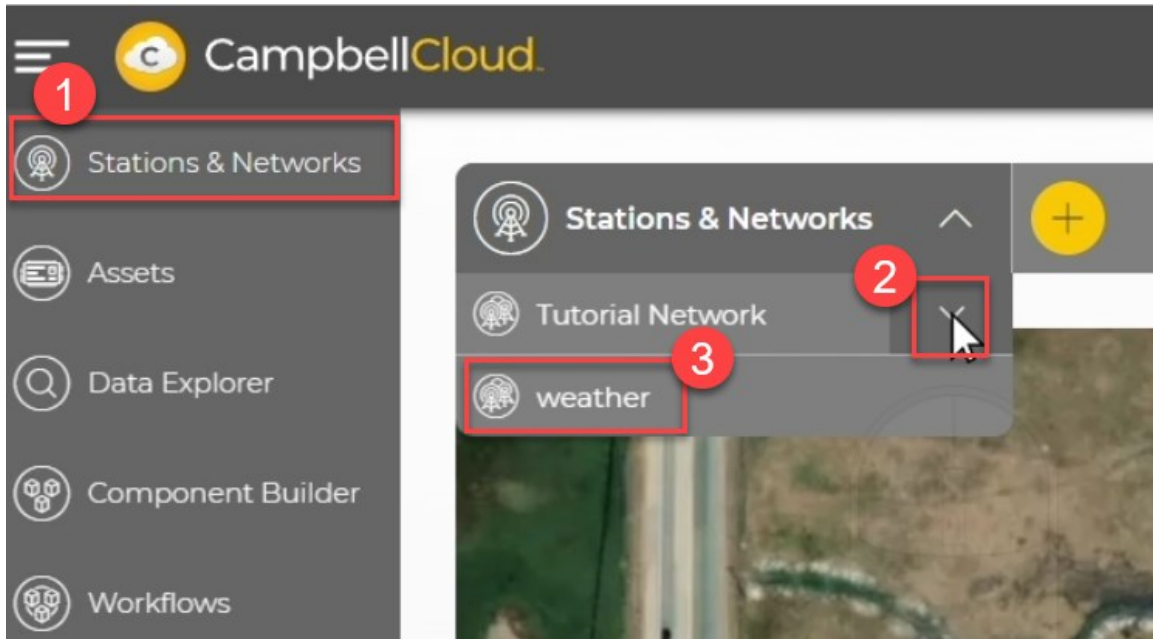 CampbellCloud
1
Stations & Networks
Assets
Data Explorer
Component Builder
Workflows
Stations & Networks
+
2
Tutorial Network
3
weather